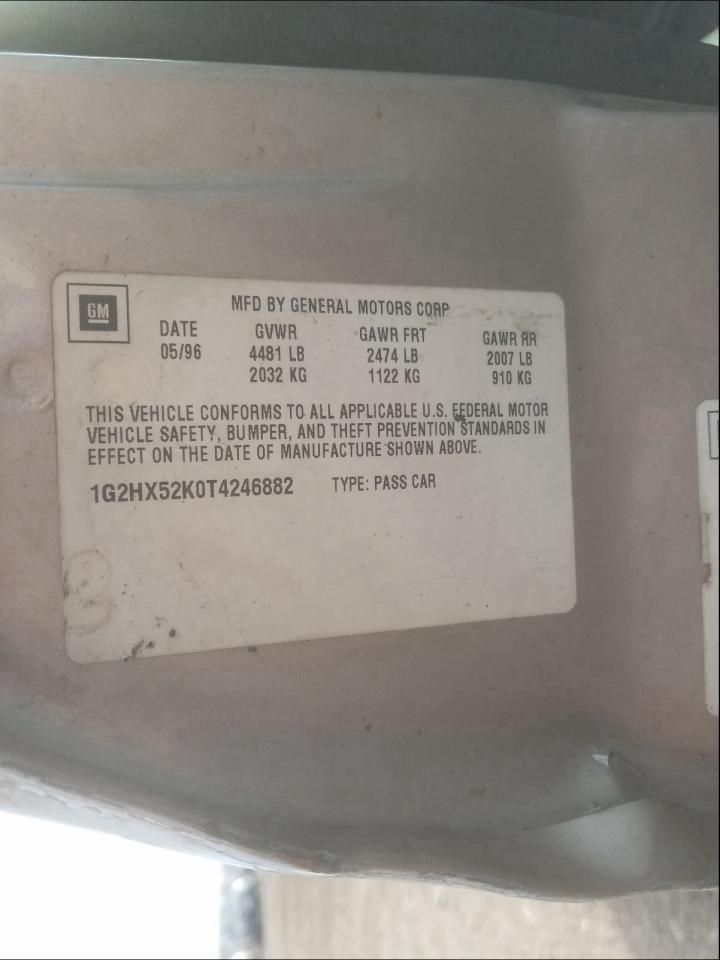 GM
MFD BY GENERAL MOTORS CORP
DATE GVWR GAWR FRT GAWR RR
05/96 4481 LB 2474 LB 2007 LB
2032 KG 1122 KG 910 KG
THIS VEHICLE CONFORMS TO ALL APPLICABLE U.S. FEDERAL MOTOR
VEHICLE SAFETY, BUMPER, AND THEFT PREVENTION STANDARDS IN
EFFECT ON THE DATE OF MANUFACTURE SHOWN ABOVE.
1G2HX52K0T4246882 TYPE: PASS CAR